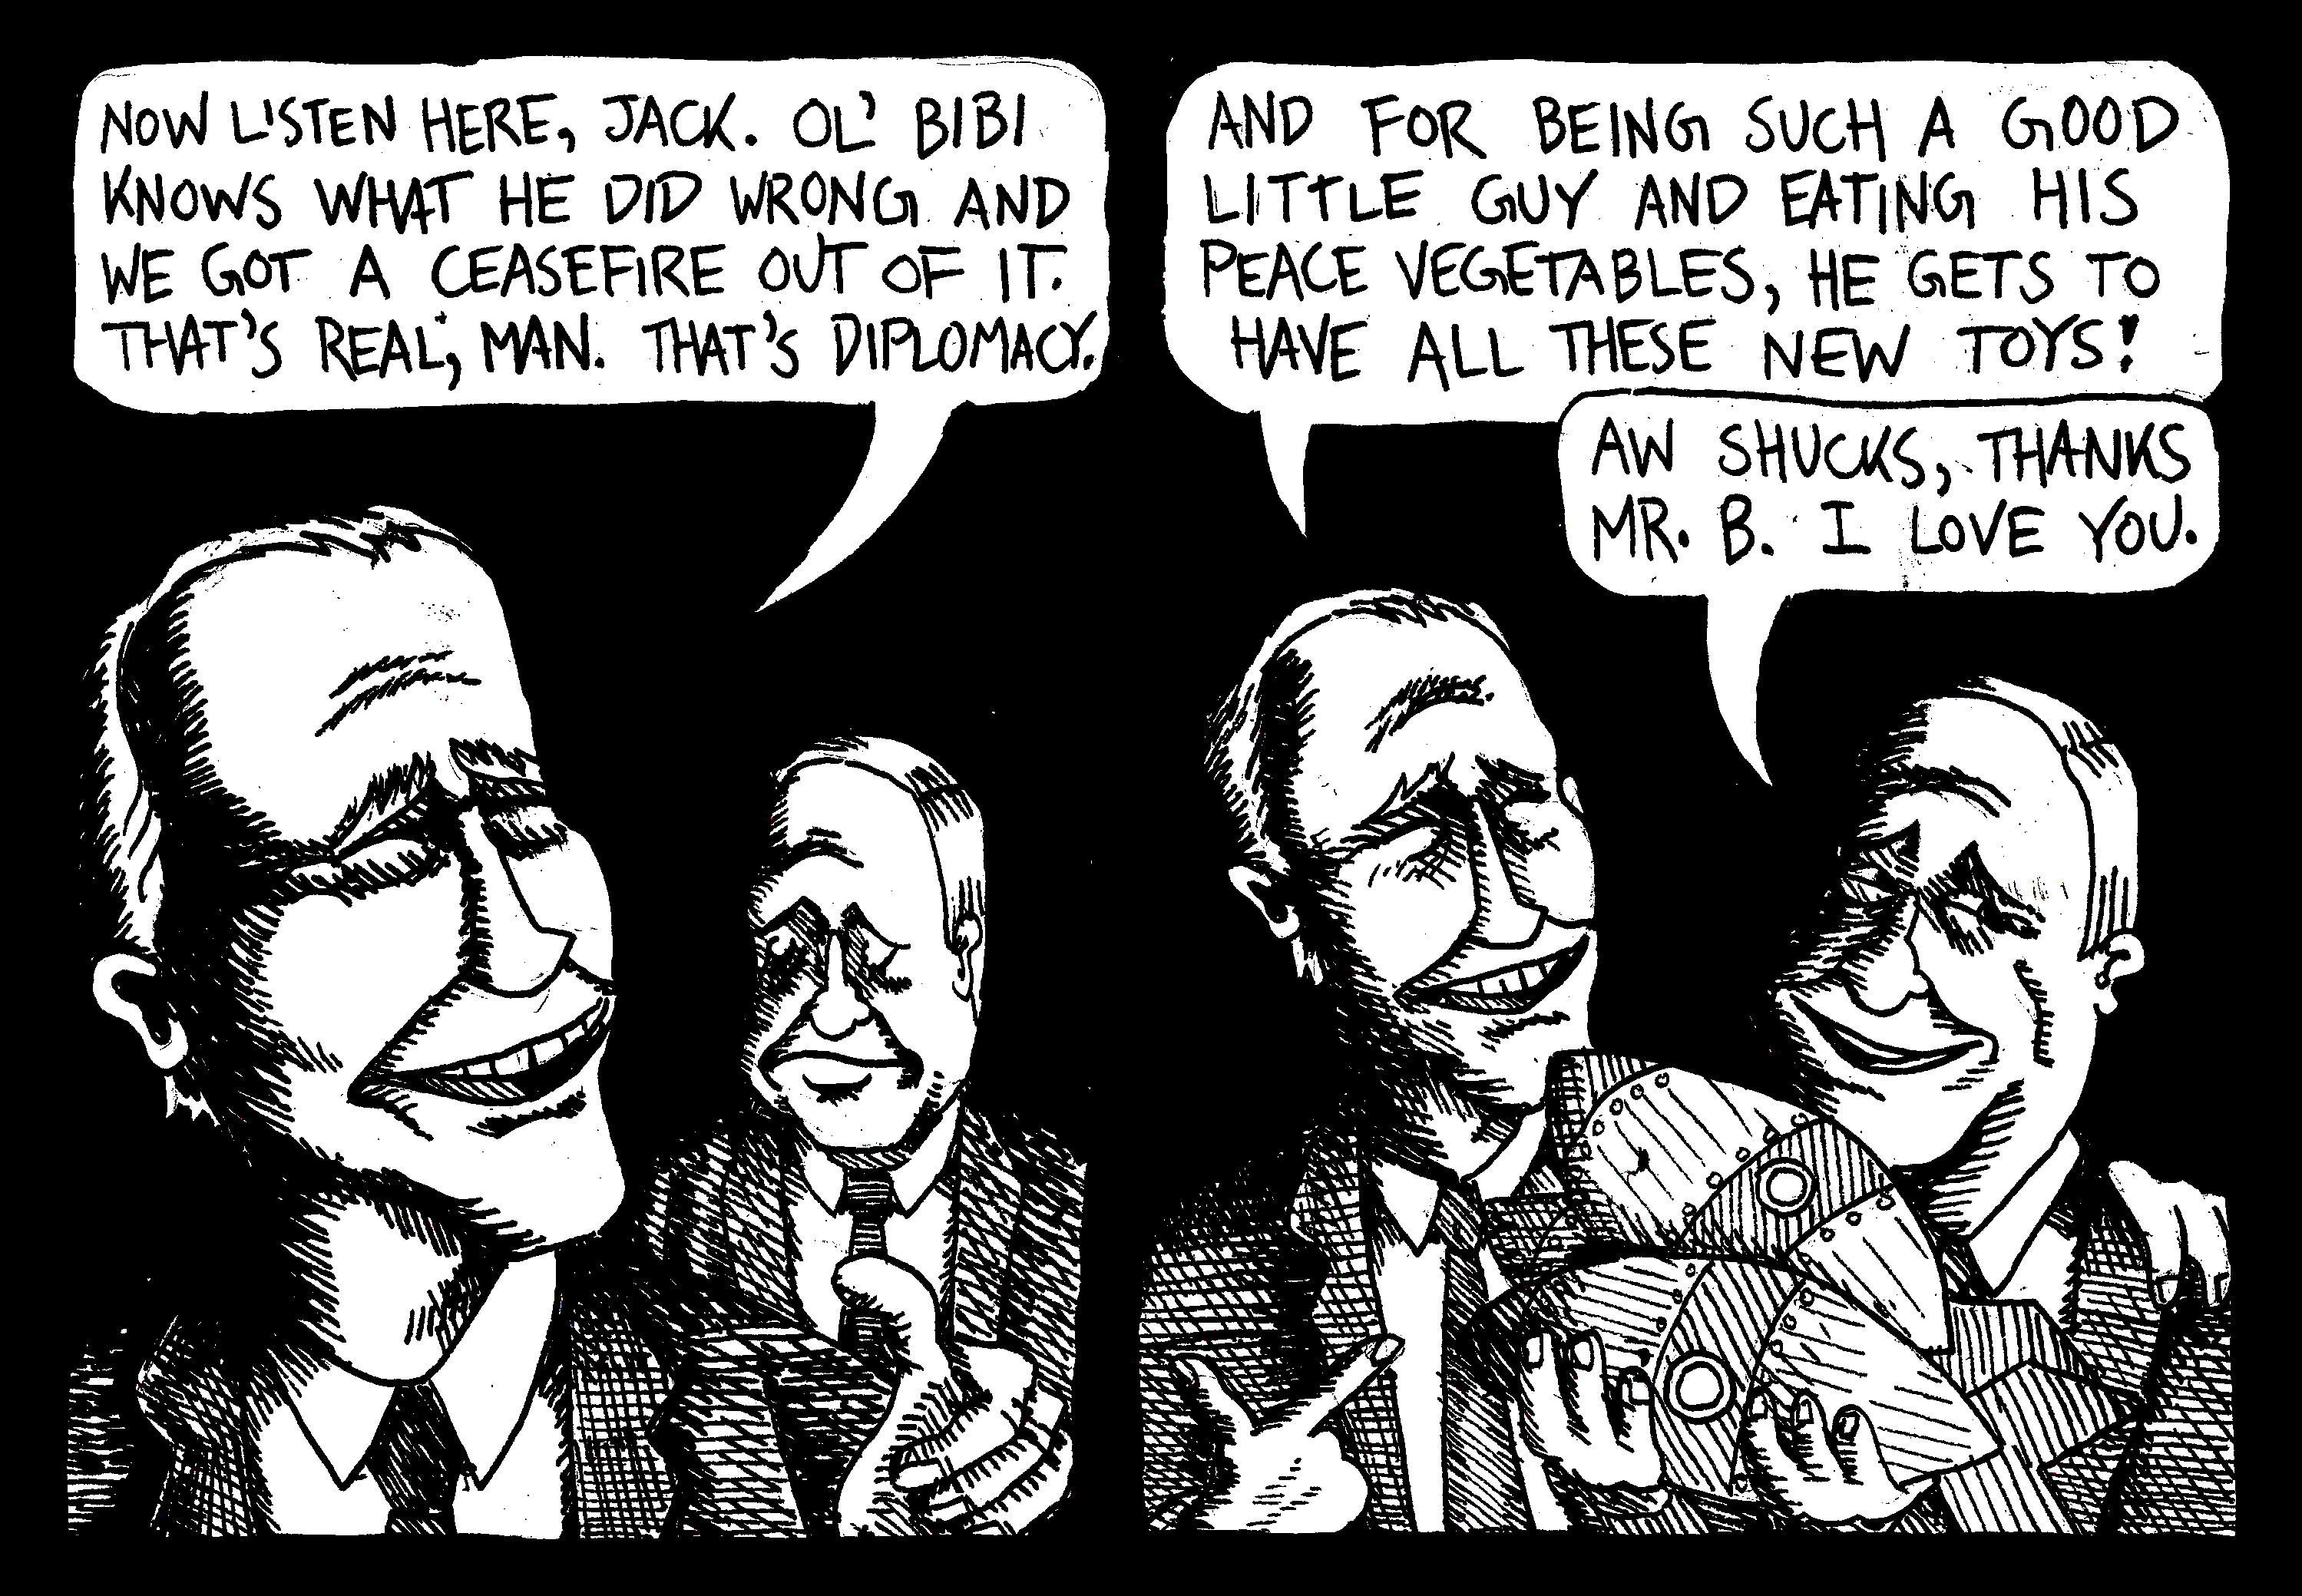 NOW LISTEN HERE, JACK. OL' BIBI
KNOWS WHAT HE DID WRONG AND
WE GOT A CEASEFIRE OUT OF IT.
THAT'S REAL, MAN. THAT'S DIPLOMACY.
AND FOR BEING SUCH A GOOD
LITTLE GUY AND EATING HIS
PEACE VEGETABLES, HE GETS TO
HAVE ALL THESE NEW TOYS!
AW SHUCKS, THANKS
MR. B. I LOVE YOU.